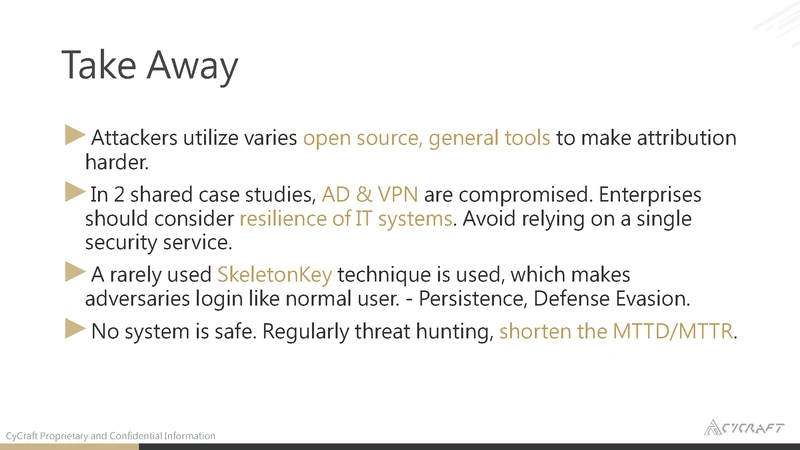 Take Away
Attackers utilize varies open source, general tools to make attribution
harder.
In 2 shared case studies, AD & VPN are compromised. Enterprises
should consider resilience of IT systems. Avoid relying on a single
security service.
A rarely used SkeletonKey technique is used, which makes
adversaries login like normal user. - Persistence, Defense Evasion.
No system is safe. Regularly threat hunting, shorten the MTTD/MTTR.
CyCraft Proprietary and Confidential Information
CYCRAFT